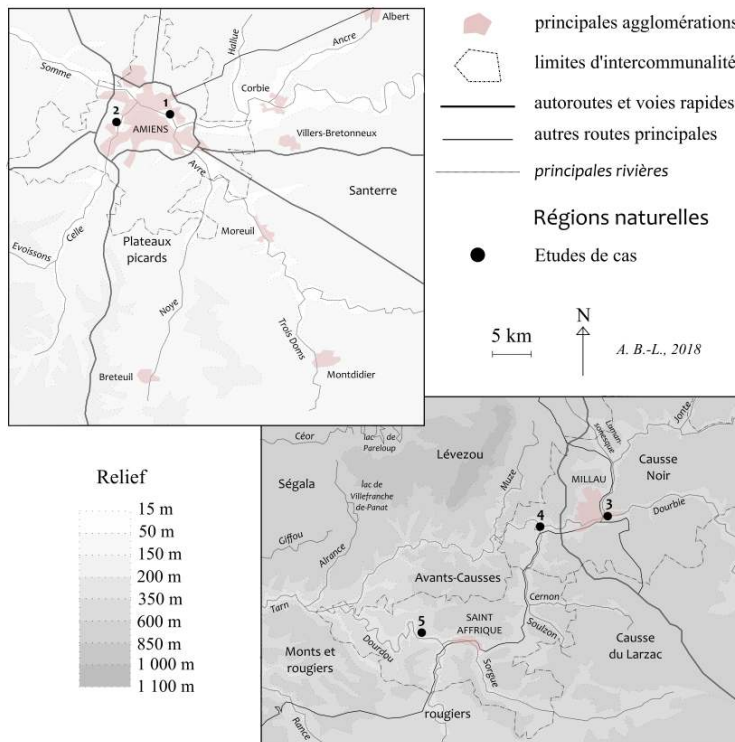 Albert
Hallue
Ancre
Somme
Corbie
1
2
AMIENS
Villers-Bretonneux
Avre
Santerre
Moreuil
Celle
Plateaux
picards
Evoissons
Noye
Trois Doms
Breteuil
Montdidier
principales agglomérations
limites d'intercommunalité
autoroutes et voies rapides
autres routes principales
principales rivières
Régions naturelles
Etudes de cas
5 km
N
A. B.-L., 2018
Relief
15 m
50 m
150 m
200 m
350 m
600 m
850 m
1 000 m
1 100 m
Céor
lac de
Pareloup
Lévezou
Muze
Jonte
Causse
Noir
Ségala
lac de
Villefranche
de-Panat
MILLAU
3
4
Dourbie
Giffou
Alrance
Avants-Causses
Tarn
Cernon
5
SAINT
AFFRIQUE
Soulzon
Causse
du Larzac
Dourdou
Monts et
rougiers
Sorgue
rougiers
Rance